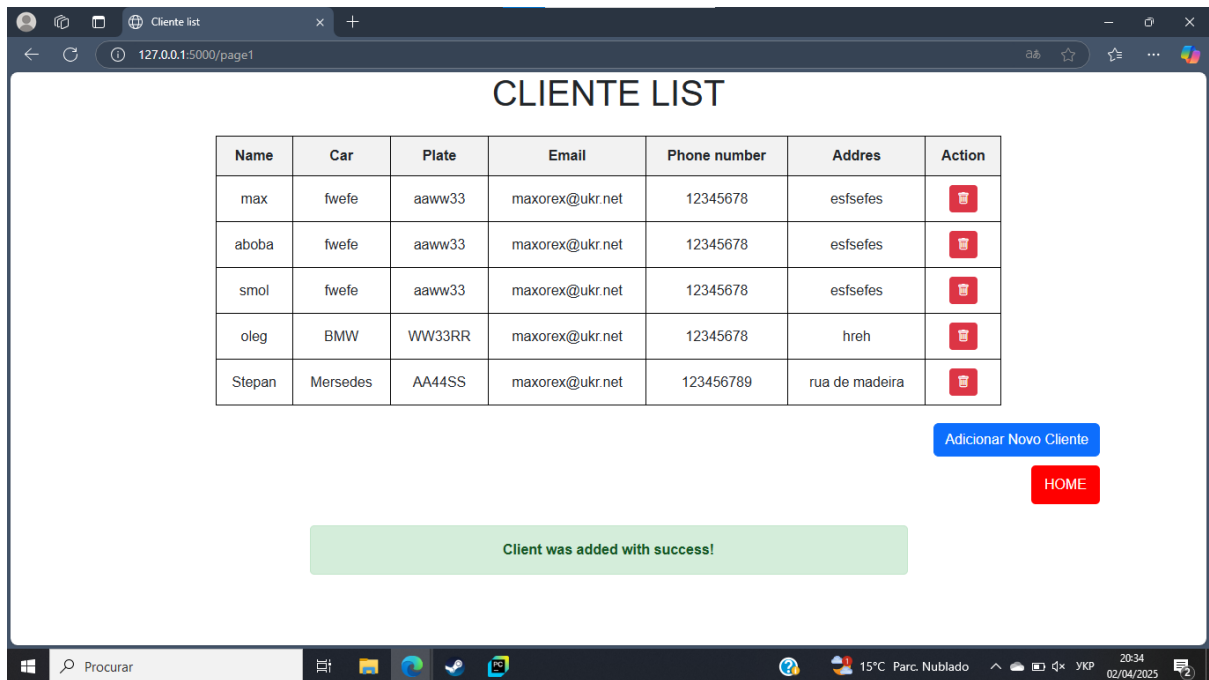 Cliente list
127.0.0.1:5000/page1
CLIENTE LIST
Name Car Plate Email Phone number Addres Action
max fwefe aaww33 maxorex@ukr.net 12345678 esfsefes
aboba fwefe aaww33 maxorex@ukr.net 12345678 esfsefes
smol fwefe aaww33 maxorex@ukr.net 12345678 esfsefes
oleg BMW WW33RR maxorex@ukr.net 12345678 hreh
Stepan Mersedes AA44SS maxorex@ukr.net 123456789 rua de madeira
Adicionar Novo Cliente
HOME
Client was added with success!
Procurar
PC
1
15°C Parc. Nublado
УКР
20:34
02/04/2025
2